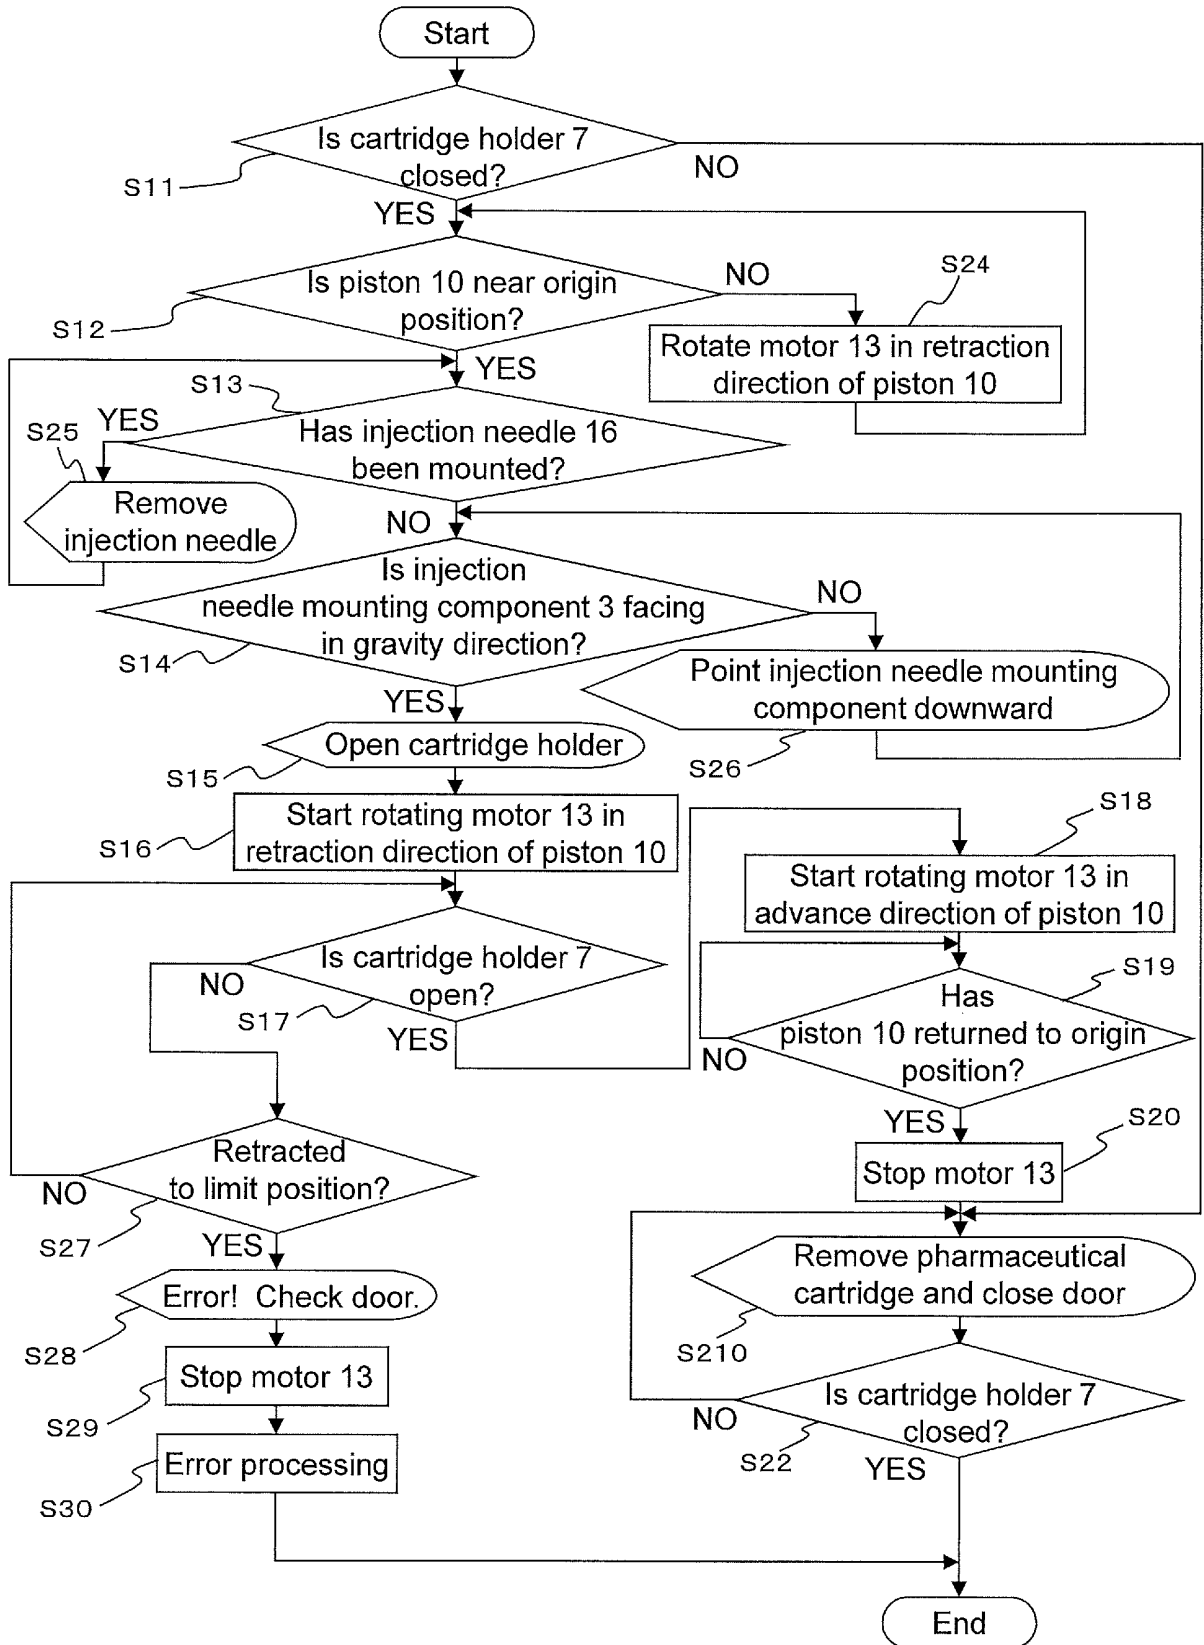 Start
Is cartridge holder 7
closed?
S11
NO
YES
Is piston 10 near origin
position?
S12
NO
S24
Rotate motor 13 in retraction
direction of piston 10
YES
S13
Has injection needle 16
been mounted?
YES
S25
Remove
injection needle
NO
Is injection
needle mounting component 3 facing
in gravity direction?
S14
NO
Point injection needle mounting
component downward
S26
YES
Open cartridge holder
S15
Start rotating motor 13 in
retraction direction of piston 10
S16
S18
Start rotating motor 13 in
advance direction of piston 10
Is cartridge holder 7
open?
NO
S17
YES
S19
Has
piston 10 returned to origin
position?
NO
YES
S20
Stop motor 13
Retracted
to limit position?
NO
S27
YES
Error! Check door.
S28
Stop motor 13
S29
Error processing
S30
Remove pharmaceutical
cartridge and close door
S210
Is cartridge holder 7
closed?
NO
S22
YES
End